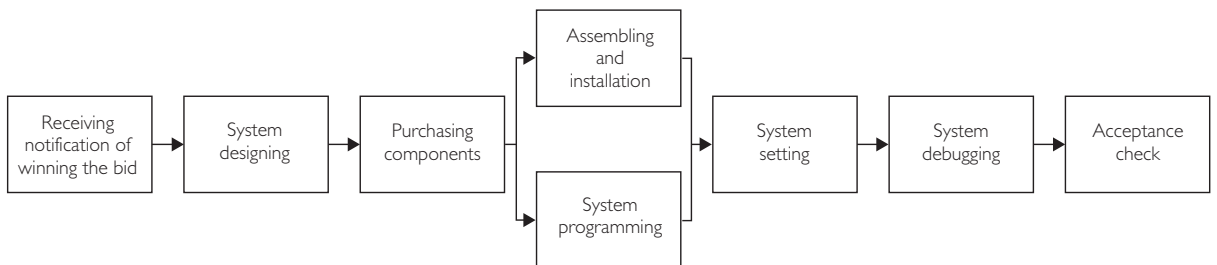 Receiving
notification of
winning the bid
System
designing
Purchasing
components
Assembling
and
installation
System
programming
System
setting
System
debugging
Acceptance
check